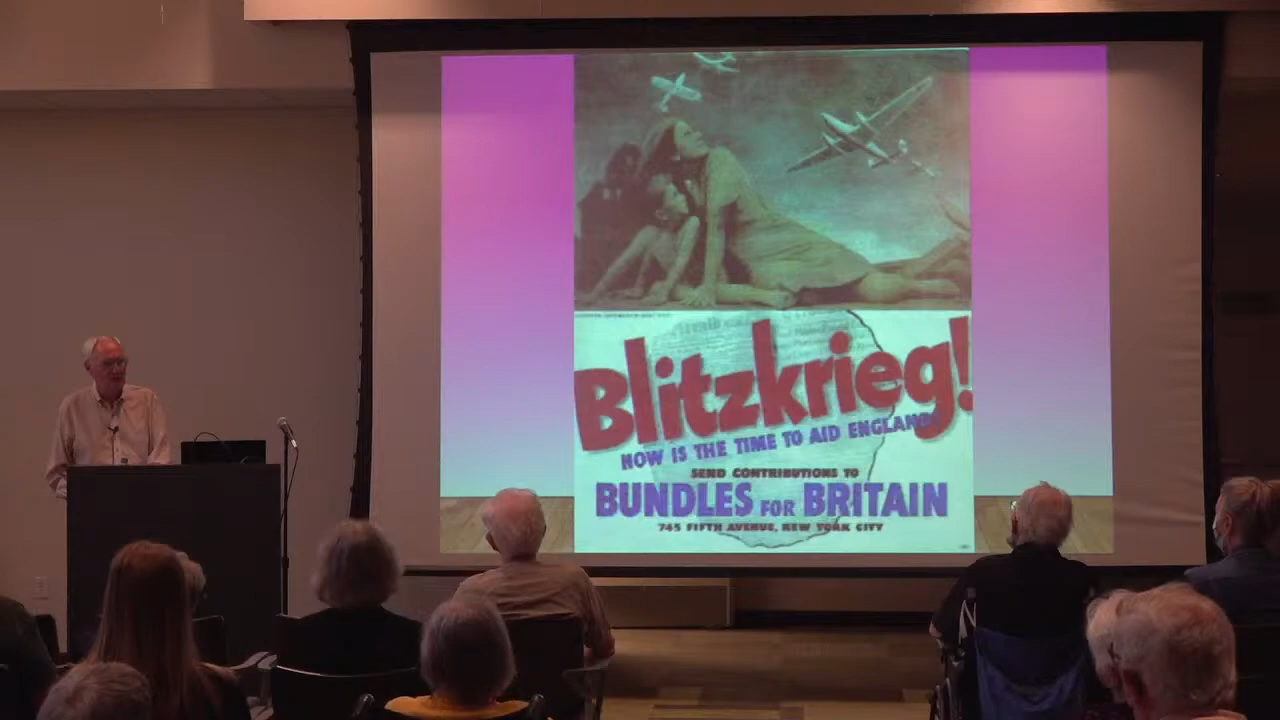 Blitzkrieg!
NOW IS THE TIME TO AID ENGLAND
SEND CONTRIBUTIONS TO
BUNDLES FOR BRITAIN
745 FIFTH AVENUE, NEW YORK CITY